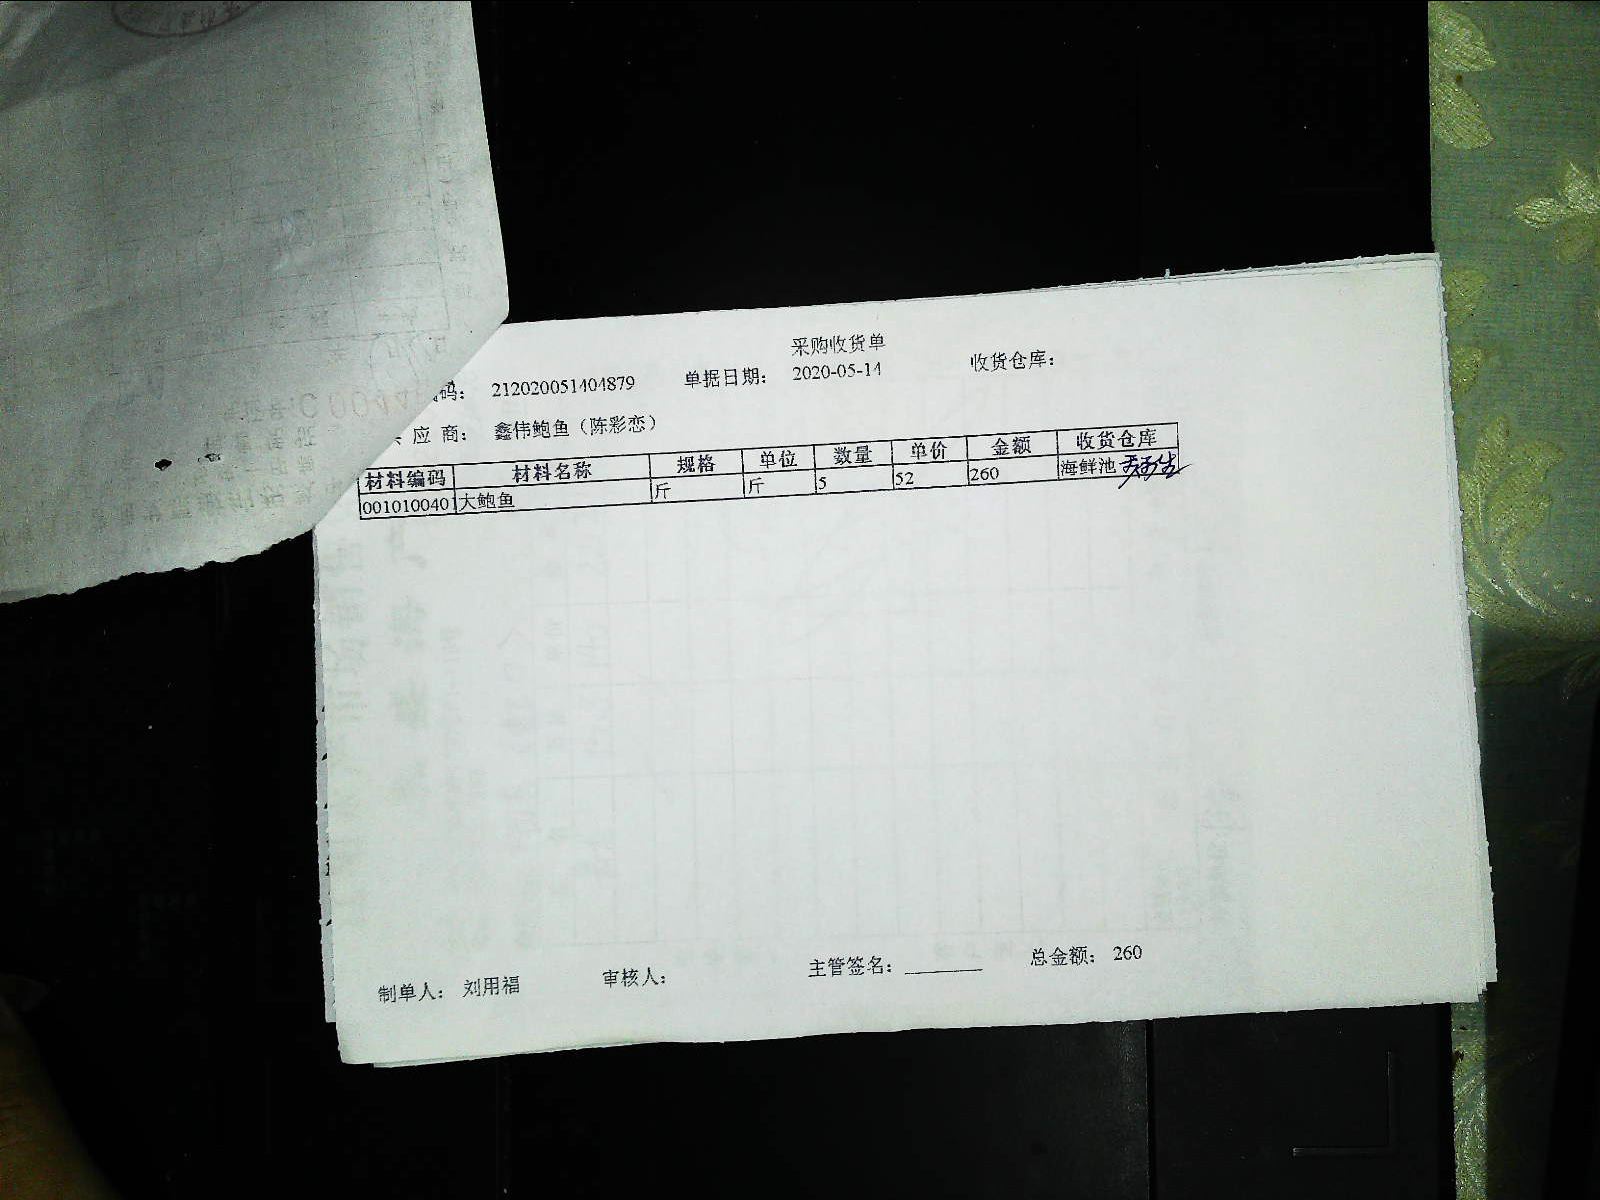 采购收货单
码： 212020051404879 单据日期： 2020-05-14 收货仓库：
应商： 鑫伟鲍鱼（陈彩恋）
材料编码 材料名称 规格 单位 数量 单价 金额 收货仓库
001010040 大鲍鱼 斤 斤 5 52 260 海鲜池
制单人： 刘用福 审核人： 主管签名： 总金额： 260
C 0044